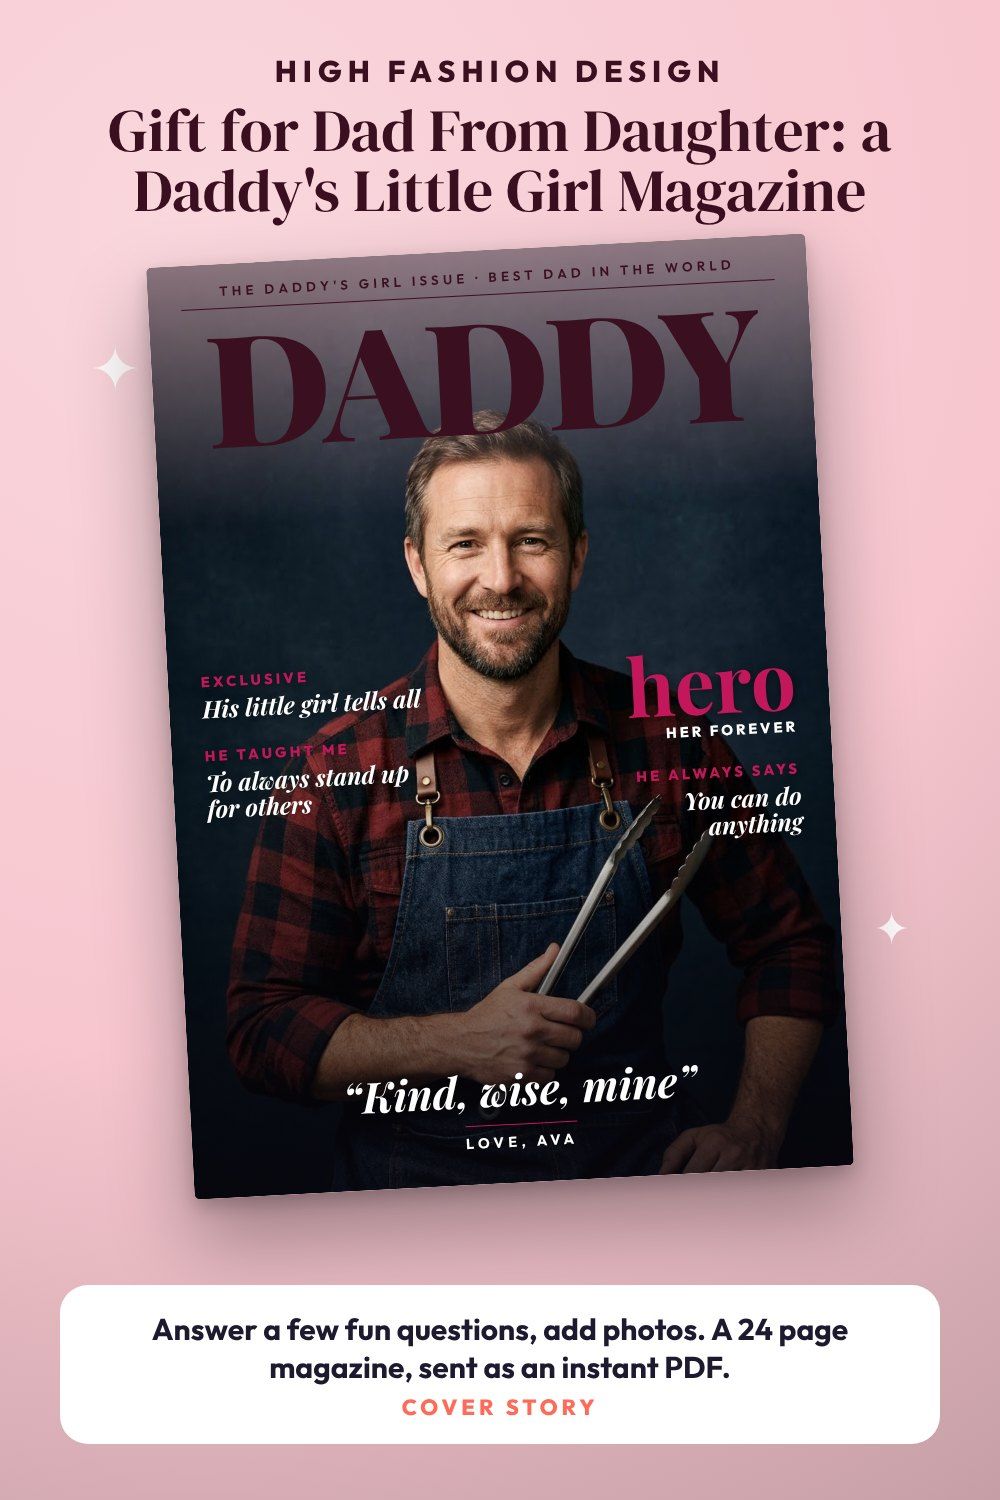 HIGH FASHION DESIGN
Gift for Dad From Daughter: a
Daddy's Little Girl Magazine
THE DADDY'S GIRL ISSUE · BEST DAD IN THE WORLD
DADDY
EXCLUSIVE
His little girl tells all
HE TAUGHT ME
To always stand up
for others
hero
HER FOREVER
HE ALWAYS SAYS
You can do
anything
“Kind, wise, mine”
LOVE, AVA
Answer a few fun questions, add photos. A 24 page
magazine, sent as an instant PDF.
COVER STORY